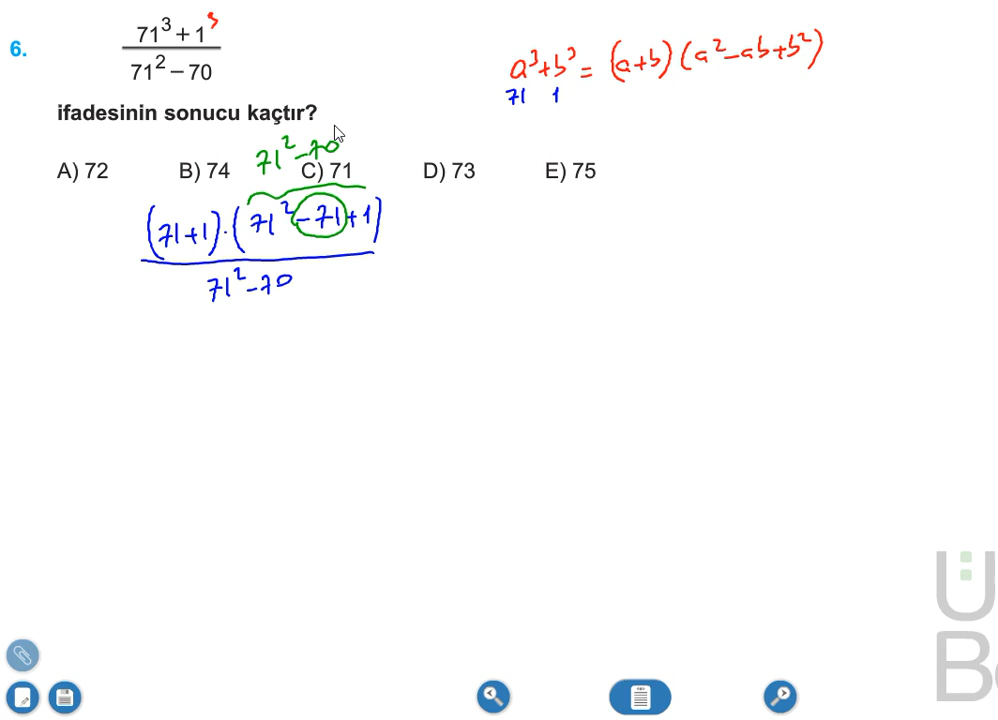 6.
71³ + 1³
71² – 70
a³+b³ = (a+b)(a²–ab+b²)
71 1
ifadesinin sonucu kaçtır?
71²–70
A) 72 B) 74 C) 71 D) 73 E) 75
(71+1)·(71²–71+1)
71²–70
Ü
B